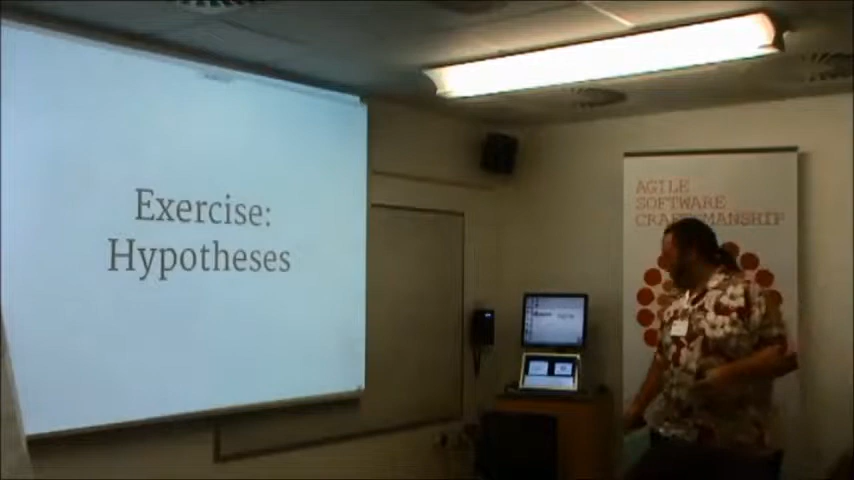 Exercise:
Hypotheses
AGILE
SOFTWARE
CRAFTSMANSHIP